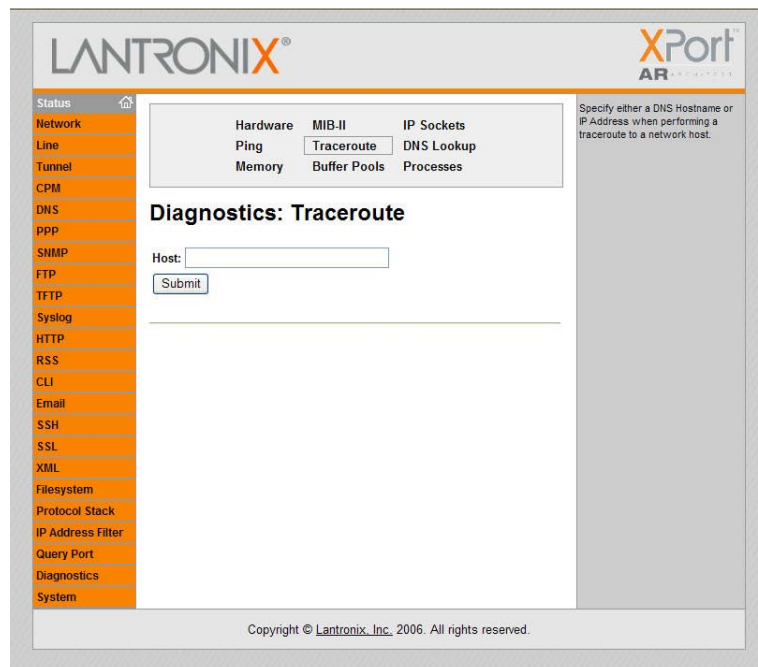 LANTRONIX®
XPort™
AR
Status
Network
Line
Tunnel
CPM
DNS
PPP
SNMP
FTP
TFTP
Syslog
HTTP
RSS
CLI
Email
SSH
SSL
XML
Filesystem
Protocol Stack
IP Address Filter
Query Port
Diagnostics
System
Hardware MIB-II IP Sockets
Ping Traceroute DNS Lookup
Memory Buffer Pools Processes
Diagnostics: Traceroute
Host:
Submit
Specify either a DNS Hostname or
IP Address when performing a
traceroute to a network host.
Copyright © Lantronix, Inc. 2006. All rights reserved.